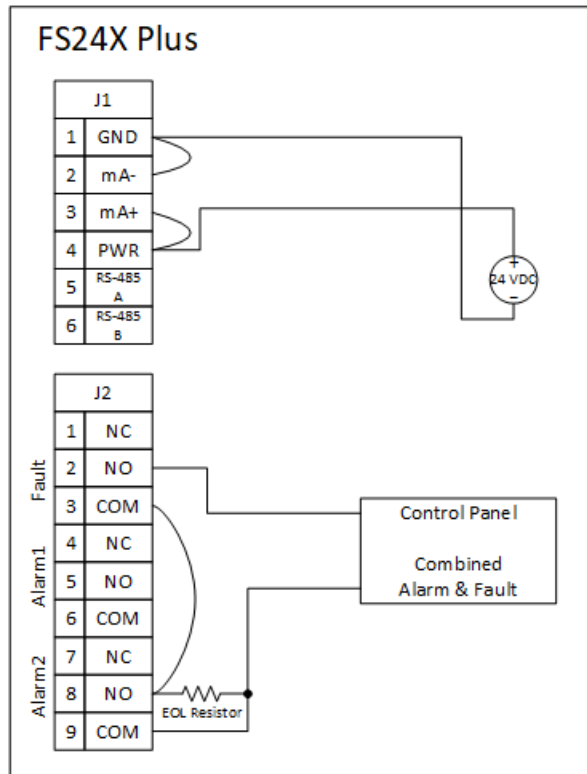 FS24X Plus
J1
1 GND
2 mA-
3 mA+
4 PWR
5 RS-485
A
6 RS-485
B
+
24 VDC
−
J2
Fault
Alarm1
Alarm2
1 NC
2 NO
3 COM
4 NC
5 NO
6 COM
7 NC
8 NO
9 COM
EOL Resistor
Control Panel
Combined
Alarm & Fault